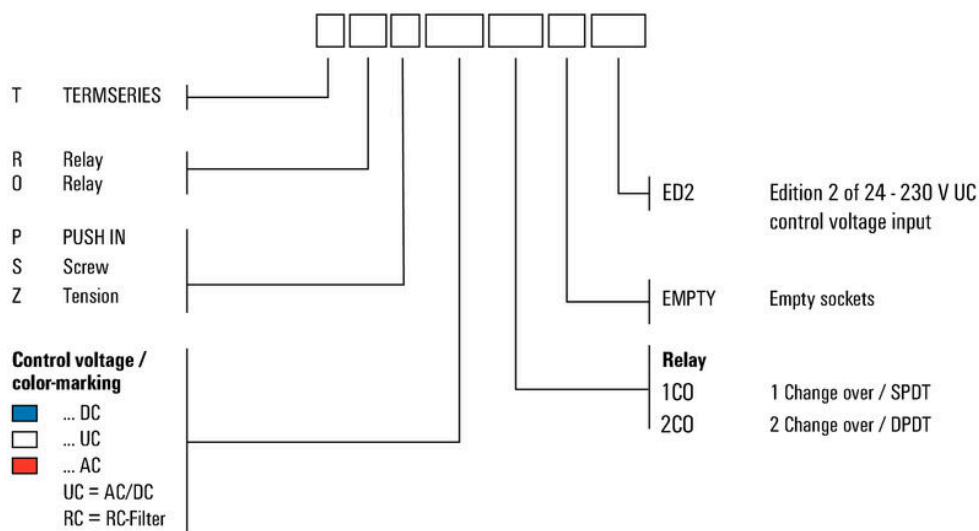 T TERMSERIES
R Relay
O Relay
P PUSH IN
S Screw
Z Tension
Control voltage /
color-marking
... DC
... UC
... AC
UC = AC/DC
RC = RC-Filter
ED2 Edition 2 of 24 - 230 V UC
control voltage input
EMPTY Empty sockets
Relay
1CO 1 Change over / SPDT
2CO 2 Change over / DPDT